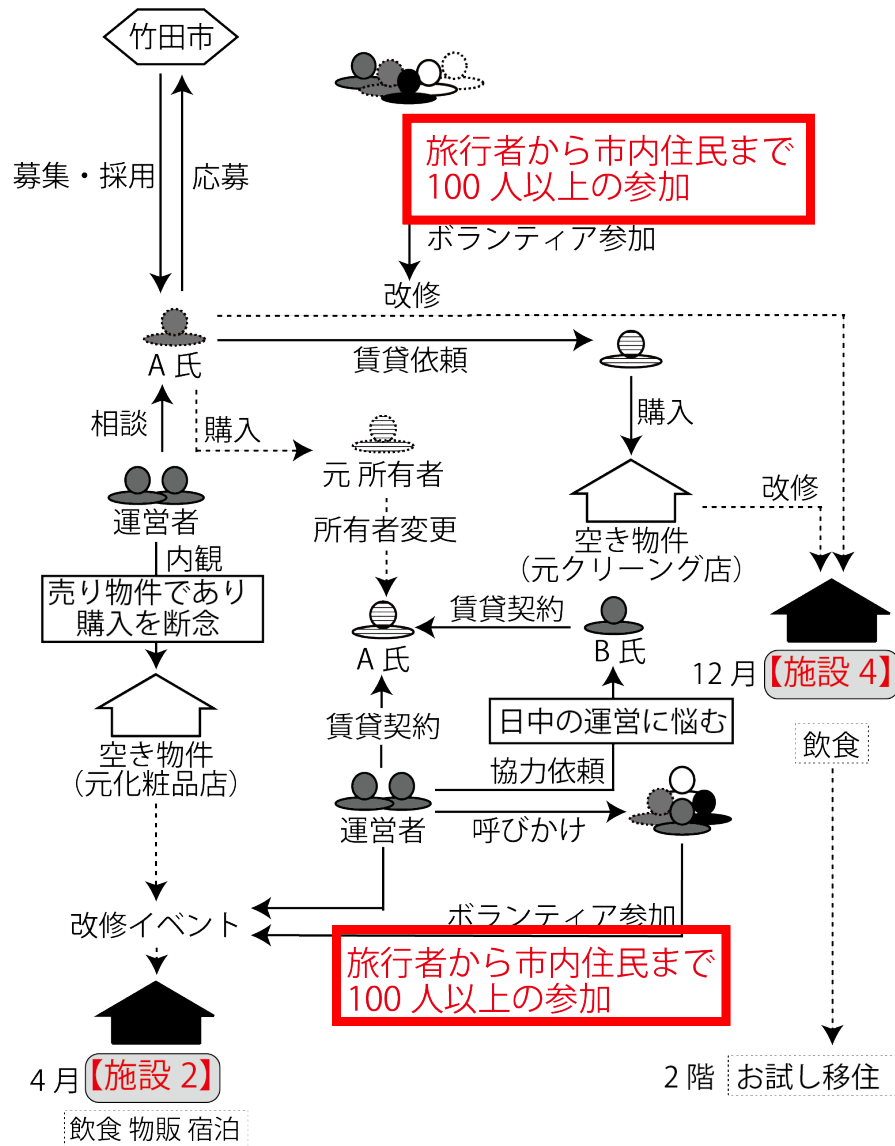 竹田市
募集・採用
応募
旅行者から市内住民まで
100 人以上の参加
ボランティア参加
改修
A 氏
賃貸依頼
相談
購入
購入
元 所有者
運営者
所有者変更
改修
空き物件
(元クリーング店)
内観
売り物件であり
購入を断念
賃貸契約
A 氏
B 氏
12 月
【施設 4】
空き物件
(元化粧品店)
賃貸契約
日中の運営に悩む
飲食
協力依頼
運営者
呼びかけ
改修イベント
ボランティア参加
旅行者から市内住民まで
100 人以上の参加
4 月
【施設 2】
2 階
お試し移住
飲食 物販 宿泊